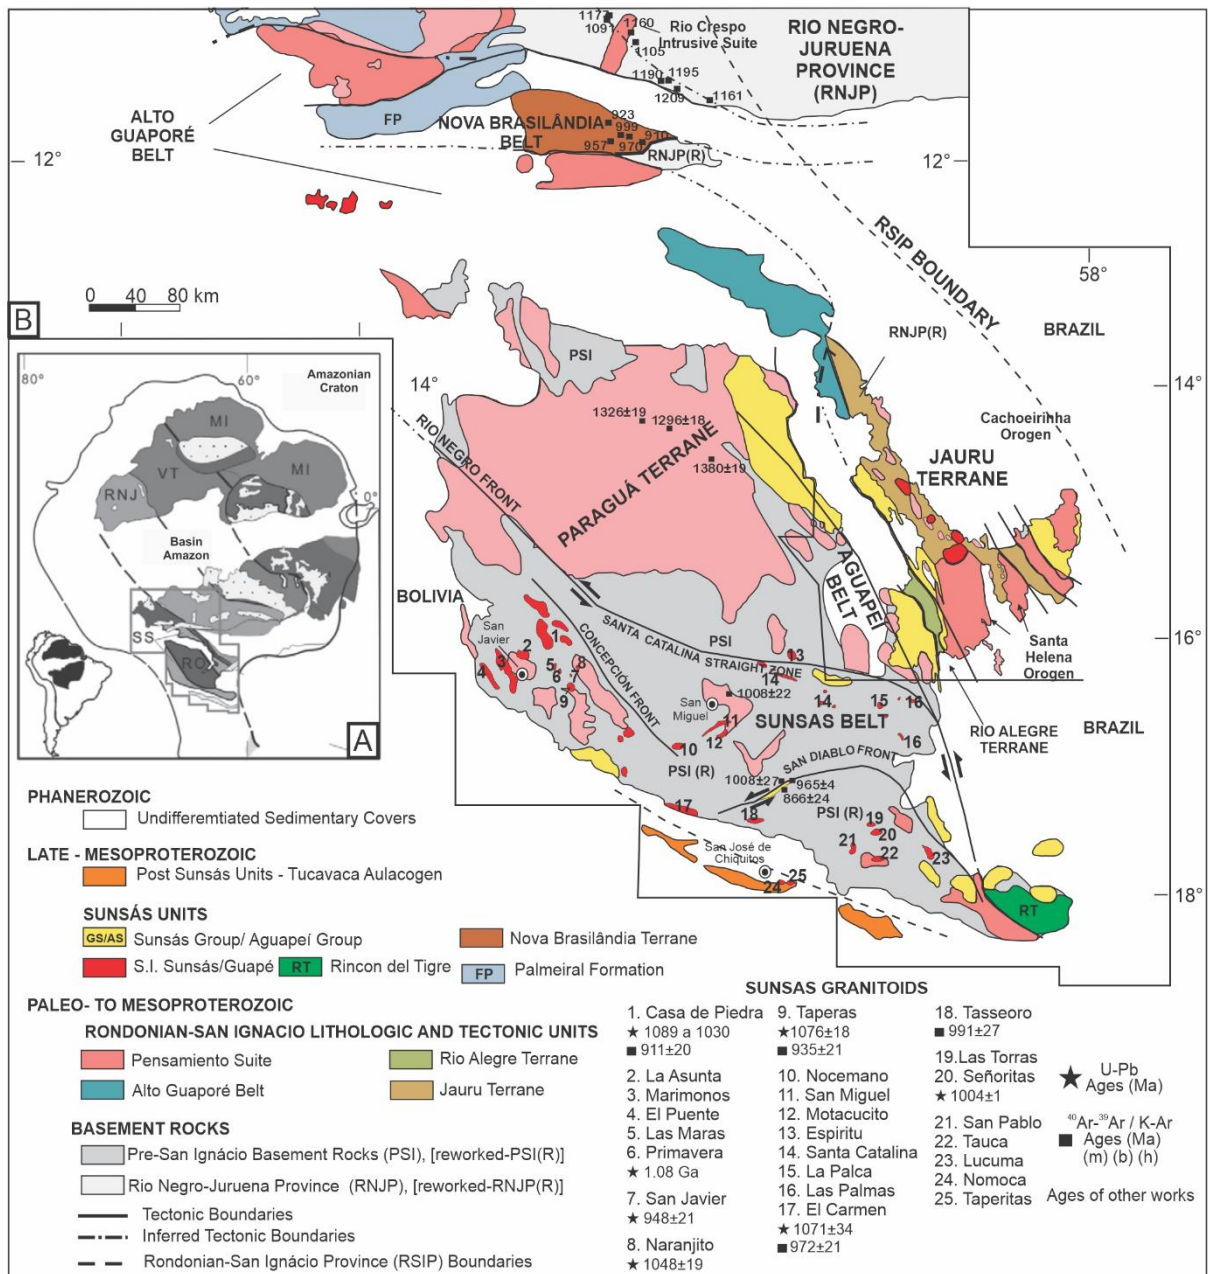 1177
1091
1160
Rio Crespo
Intrusive Suite
1105
1190
1195
1209
1161
RIO NEGRO-
JURUENA
PROVINCE
(RNJP)
ALTO
GUAPORÉ
BELT
FP
NOVA BRASILÂNDIA
BELT
923
999
910
957
970
RNJP(R)
12°
12°
RSIP BOUNDARY
58°
BRAZIL
0 40 80 km
B
PSI
RNJP(R)
14°
14°
80°
60°
Amazonian
Craton
MI
VT
MI
RNJ
0°
Basin
Amazon
SS
RO
A
RIO NEGRO FRONT
1326±19
1296±18
1380±19
PARAGUÁ TERRANE
I
Cachoeirinha
Orogen
JAURU
TERRANE
AGUAPEI
BELT
BOLIVIA
San
Javier
1
2
3
4
5
6
7
8
9
CONCEPCIÓN FRONT
SANTA CATALINA STRAIGHT ZONE
PSI
13
14
16°
16°
Santa
Helena
Orogen
1008±22
San
Miguel
11
12
10
14
15
16
16
SUNSAS BELT
RIO ALEGRE
TERRANE
BRAZIL
PSI (R)
SAN DIABLO FRONT
1008±27
965±4
866±24
17
18
PSI (R)
19
20
21
22
23
San José de
Chiquitos
24
25
RT
18°
18°
PHANEROZOIC
Undifferemtiated Sedimentary Covers
LATE - MESOPROTEROZOIC
Post Sunsás Units - Tucavaca Aulacogen
SUNSÁS UNITS
GS/AS Sunsás Group/ Aguapeí Group
Nova Brasilândia Terrane
S.I. Sunsás/Guapé
RT Rincon del Tigre
FP Palmeiral Formation
PALEO- TO MESOPROTEROZOIC
RONDONIAN-SAN IGNACIO LITHOLOGIC AND TECTONIC UNITS
Pensamiento Suite
Rio Alegre Terrane
Alto Guaporé Belt
Jauru Terrane
BASEMENT ROCKS
Pre-San Ignácio Basement Rocks (PSI), [reworked-PSI(R)]
Rio Negro-Juruena Province (RNJP), [reworked-RNJP(R)]
Tectonic Boundaries
Inferred Tectonic Boundaries
Rondonian-San Ignácio Province (RSIP) Boundaries
SUNSAS GRANITOIDS
1. Casa de Piedra
★ 1089 a 1030
■ 911±20
2. La Asunta
3. Marimonos
4. El Puente
5. Las Maras
6. Primavera
★ 1.08 Ga
7. San Javier
★ 948±21
8. Naranjito
★ 1048±19
9. Taperas
★1076±18
■ 935±21
10. Nocemano
11. San Miguel
12. Motacucito
13. Espiritu
14. Santa Catalina
15. La Palca
16. Las Palmas
17. El Carmen
★ 1071±34
■ 972±21
18. Tasseoro
■ 991±27
19.Las Torras
20. Señoritas
★ 1004±1
21. San Pablo
22. Tauca
23. Lucuma
24. Nomoca
25. Taperitas
★ U-Pb
Ages (Ma)
⁴⁰Ar-³⁹Ar / K-Ar
■ Ages (Ma)
(m) (b) (h)
Ages of other works